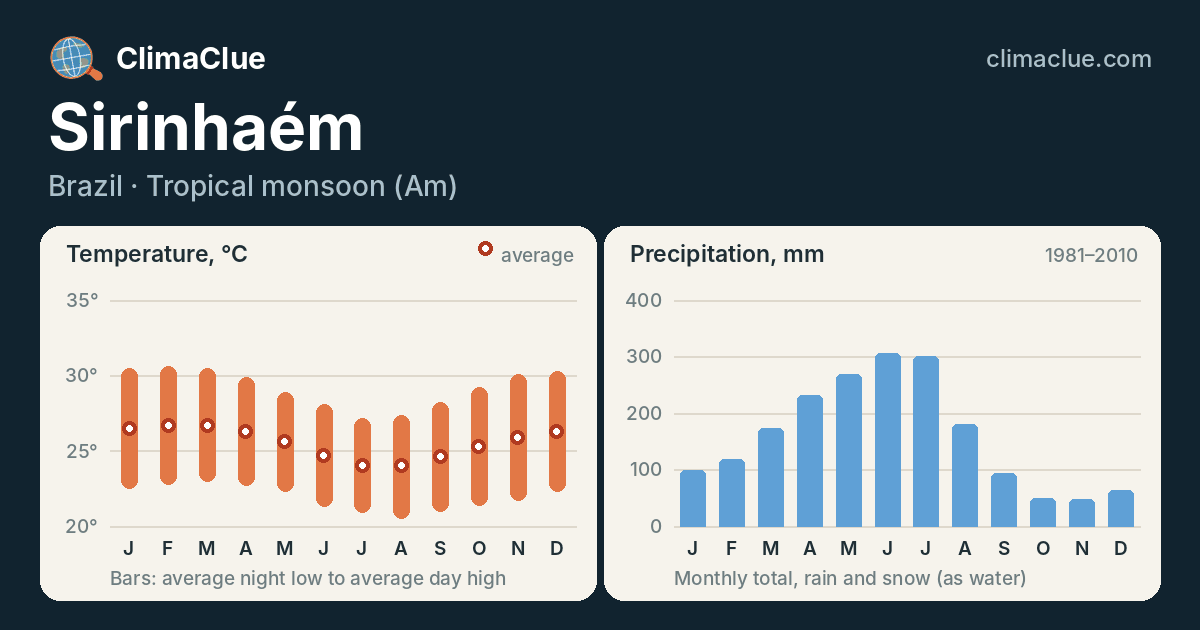 ClimaClue
climaclue.com
Sirinhaém
Brazil · Tropical monsoon (Am)
Temperature, °C
average
35°
30°
25°
20°
J F M A M J J A S O N D
Bars: average night low to average day high
Precipitation, mm
1981–2010
400
300
200
100
0
J F M A M J J A S O N D
Monthly total, rain and snow (as water)